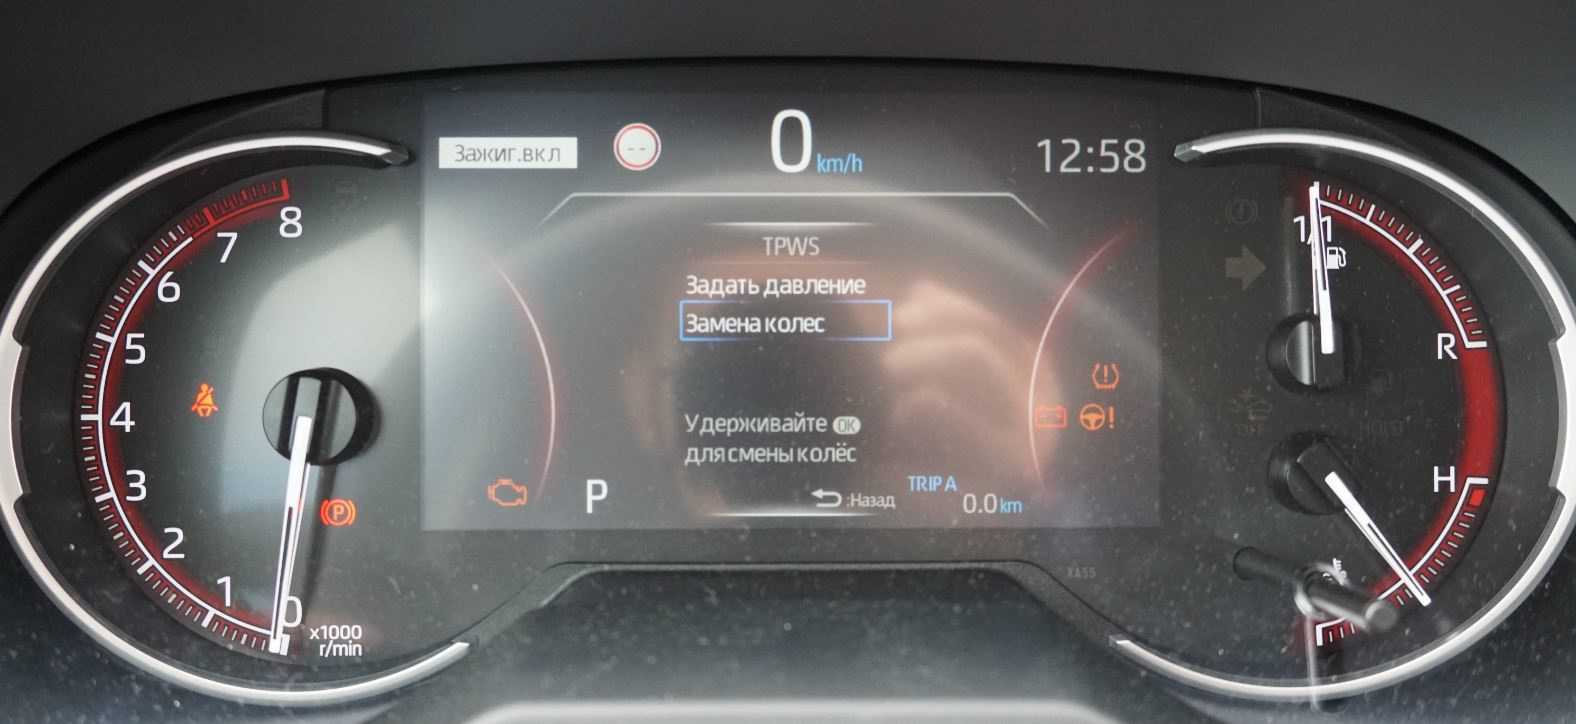 Зажиг.вкл
--
0 km/h
12:58
TPWS
Задать давление
Замена колес
Удерживайте OK
для смены колёс
:Назад
TRIP A
0.0 km
P
8
7
6
5
4
3
2
1
0
x1000
r/min
P
1/1
R
H
XA55